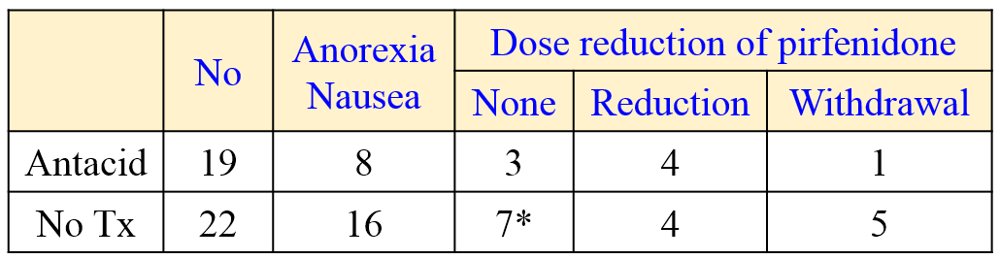 No Anorexia Nausea Dose reduction of pirfenidone
None Reduction Withdrawal
Antacid 19 8 3 4 1
No Tx 22 16 7* 4 5